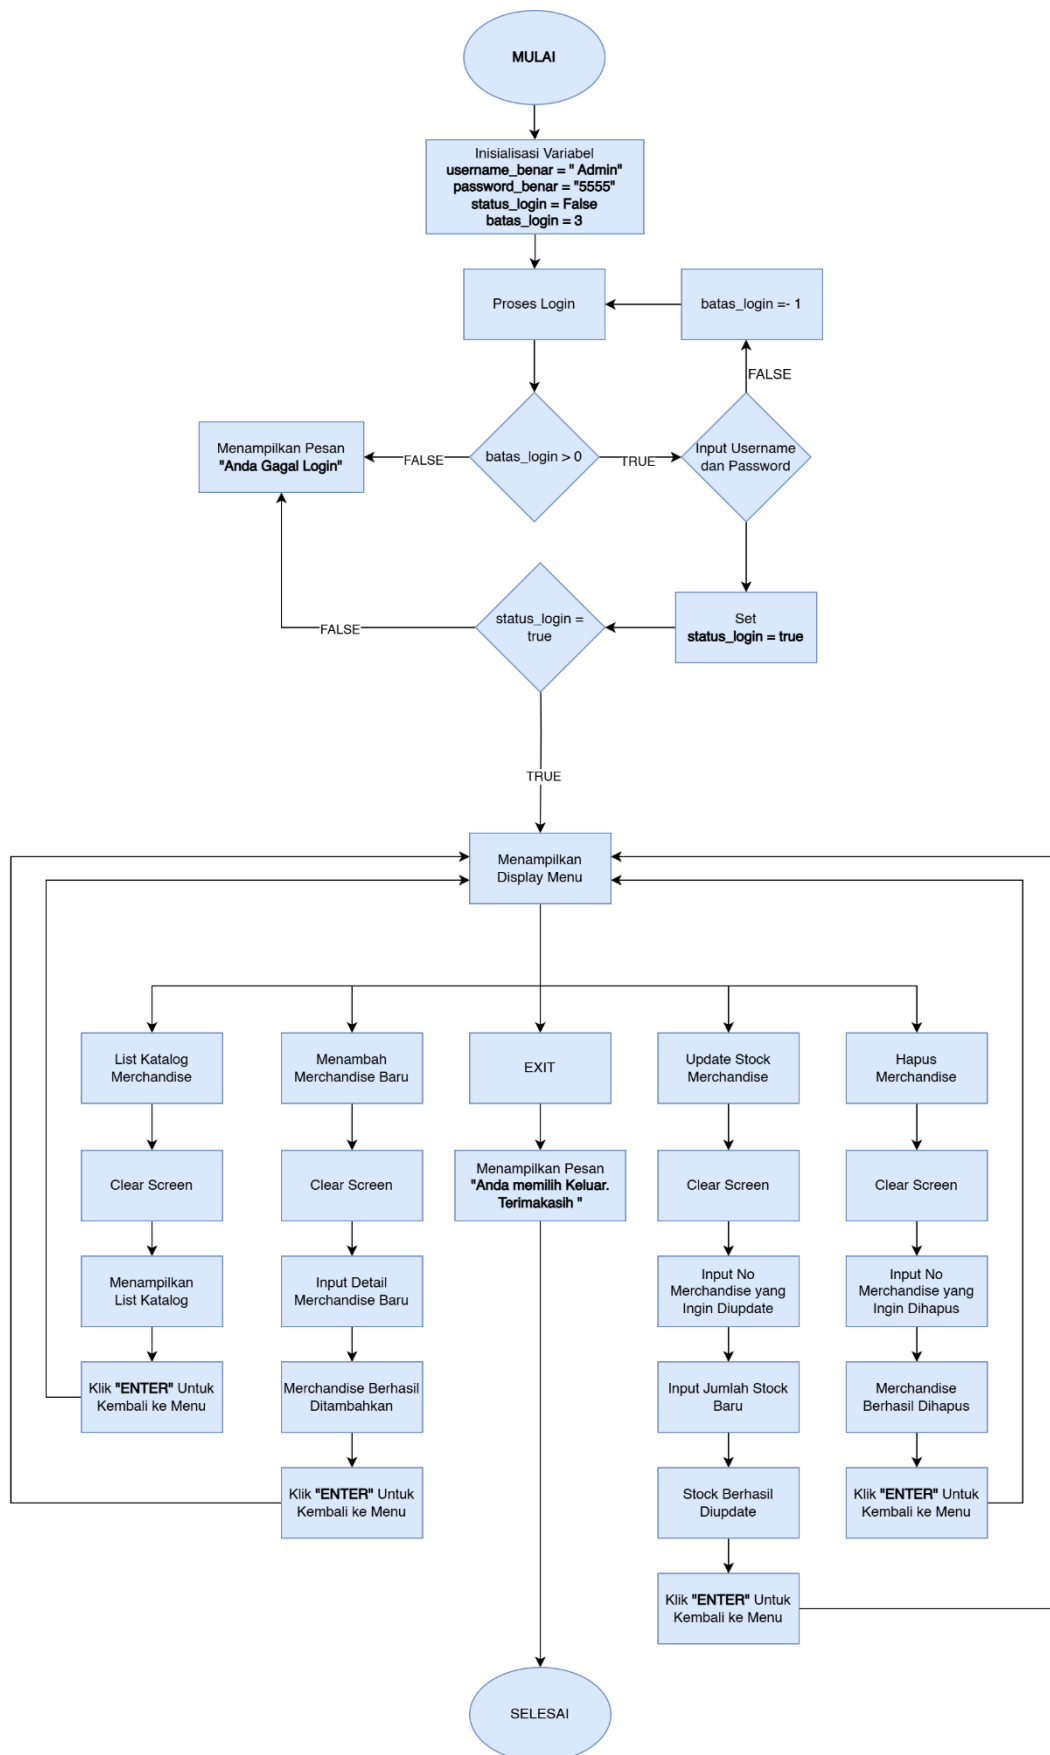 MULAI
Inisialisasi Variabel
username_benar = " Admin"
password_benar = "5555"
status_login = False
batas_login = 3
Proses Login
batas_login =- 1
FALSE
Menampilkan Pesan
"Anda Gagal Login"
FALSE
batas_login > 0
TRUE
Input Username
dan Password
FALSE
status_login =
true
Set
status_login = true
TRUE
Menampilkan
Display Menu
List Katalog
Merchandise
Menambah
Merchandise Baru
EXIT
Update Stock
Merchandise
Hapus
Merchandise
Clear Screen
Clear Screen
Menampilkan Pesan
"Anda memilih Keluar.
Terimakasih "
Clear Screen
Clear Screen
Menampilkan
List Katalog
Input Detail
Merchandise Baru
Input No
Merchandise yang
Ingin Diupdate
Input No
Merchandise yang
Ingin Dihapus
Klik "ENTER" Untuk
Kembali ke Menu
Merchandise Berhasil
Ditambahkan
Input Jumlah Stock
Baru
Merchandise
Berhasil Dihapus
Klik "ENTER" Untuk
Kembali ke Menu
Stock Berhasil
Diupdate
Klik "ENTER" Untuk
Kembali ke Menu
Klik "ENTER" Untuk
Kembali ke Menu
SELESAI